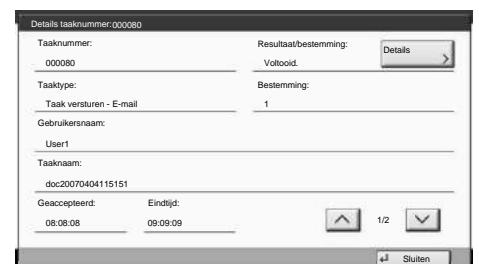 Details taaknummer:000080
Taaknummer:
000080
Resultaat/bestemming:
Voltooid.
Details
Taaktype:
Taak versturen - E-mail
Bestemming:
1
Gebruikersnaam:
User1
Taaknaam:
doc20070404115151
Geaccepteerd:
08:08:08
Eindtijd:
09:09:09
1/2
Sluiten